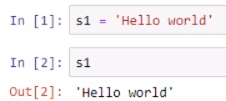 In [1]: s1 = 'Hello world'
In [2]: s1
Out[2]: 'Hello world'